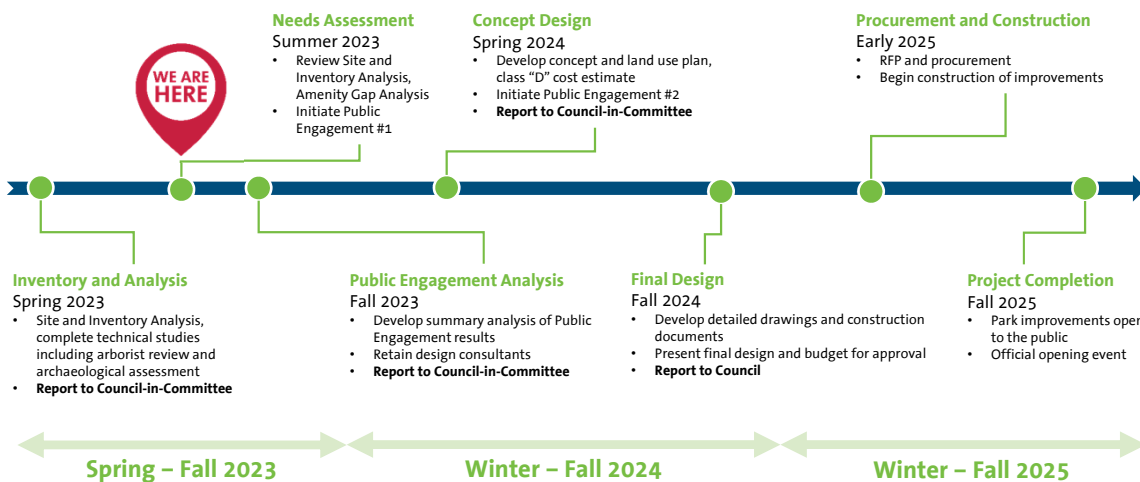 Needs Assessment
Summer 2023
• Review Site and
Inventory Analysis,
Amenity Gap Analysis
• Initiate Public
Engagement #1
Concept Design
Spring 2024
• Develop concept and land use plan,
class “D” cost estimate
• Initiate Public Engagement #2
• Report to Council-in-Committee
Procurement and Construction
Early 2025
• RFP and procurement
• Begin construction of improvements
WE ARE
HERE
Inventory and Analysis
Spring 2023
• Site and Inventory Analysis,
complete technical studies
including arborist review and
archaeological assessment
• Report to Council-in-Committee
Public Engagement Analysis
Fall 2023
• Develop summary analysis of Public
Engagement results
• Retain design consultants
• Report to Council-in-Committee
Final Design
Fall 2024
• Develop detailed drawings and construction
documents
• Present final design and budget for approval
• Report to Council
Project Completion
Fall 2025
• Park improvements open
to the public
• Official opening event
Spring – Fall 2023
Winter – Fall 2024
Winter – Fall 2025